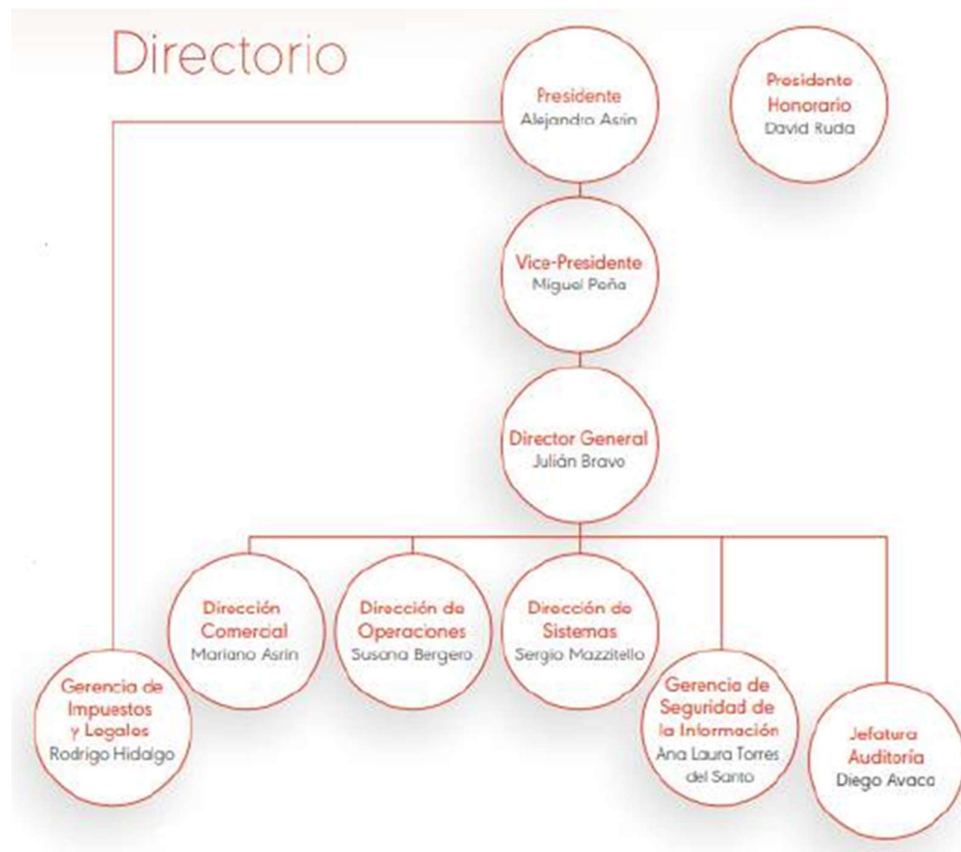 Directorio
Presidente
Alejandro Asrin
Presidente
Honorario
David Ruda
Vice-Presidente
Miguel Peña
Director General
Julián Bravo
Dirección
Comercial
Mariano Asrin
Dirección de
Operaciones
Susana Bergero
Dirección de
Sistemas
Sergio Mazzitello
Gerencia de
Impuestos
y Legales
Rodrigo Hidalgo
Gerencia de
Seguridad de
la Información
Ana Laura Torres
del Santo
Jefatura
Auditoría
Diego Avaca